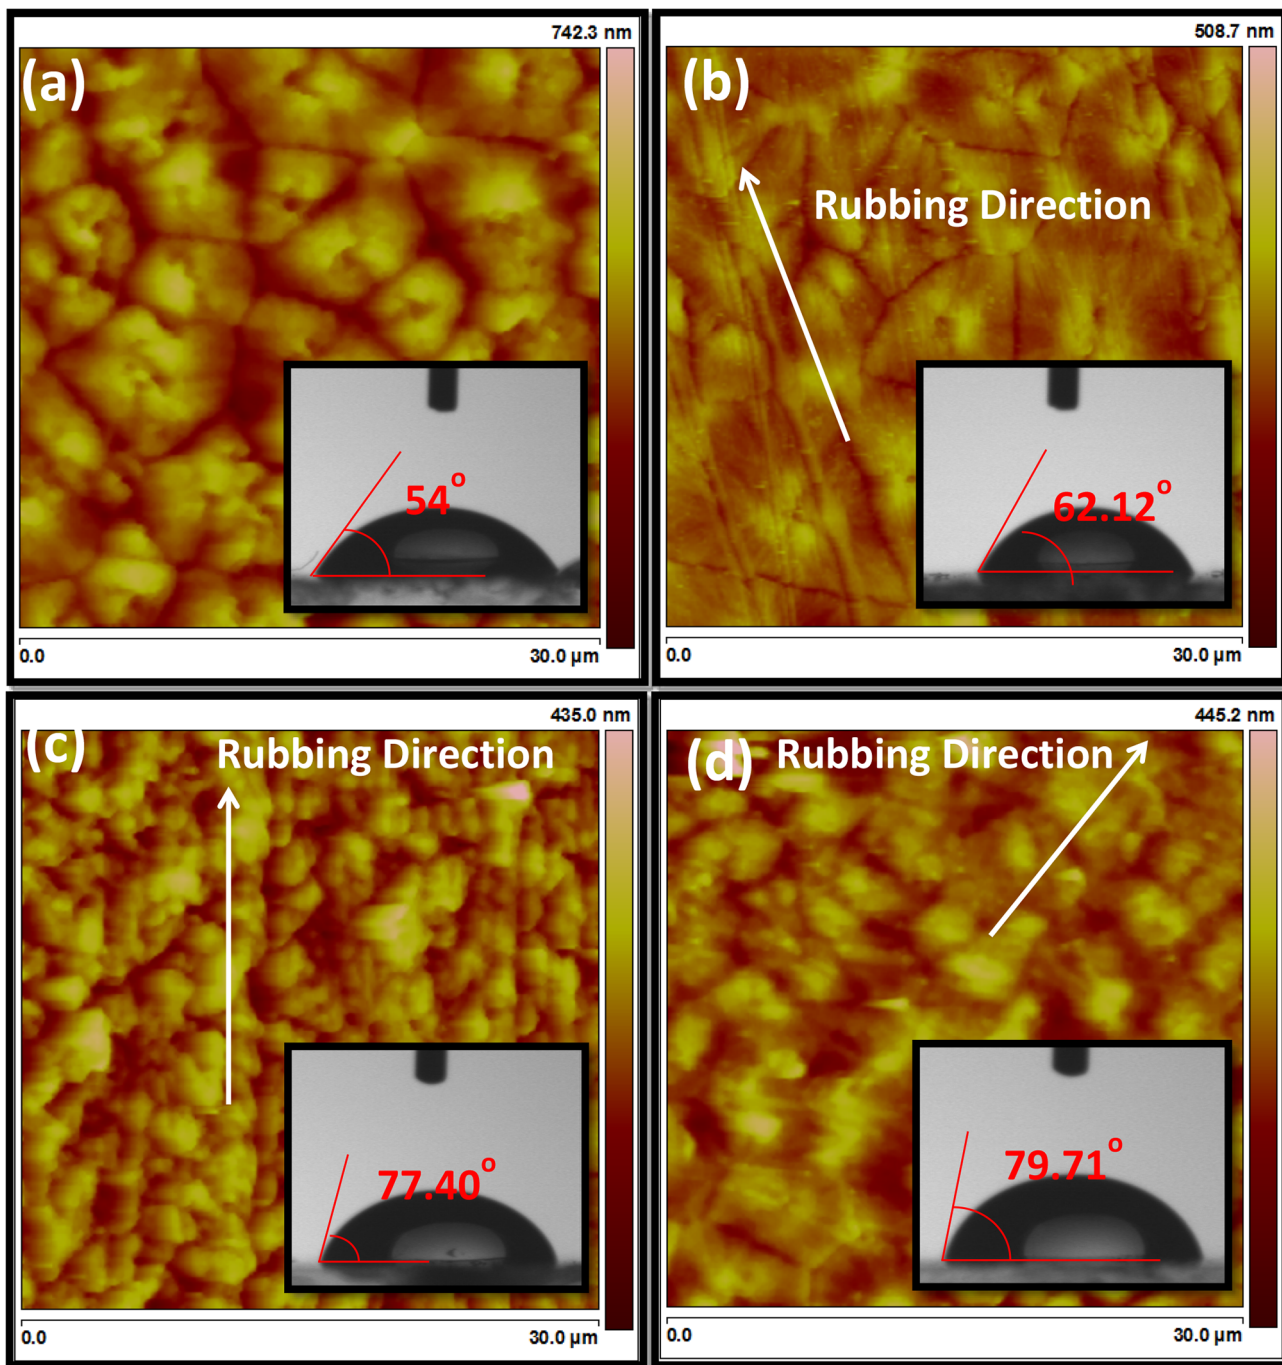 742.3 nm
(a)
54°
0.0 30.0 µm
508.7 nm
(b)
Rubbing Direction
62.12°
0.0 30.0 µm
435.0 nm
(c)
Rubbing Direction
77.40°
0.0 30.0 µm
445.2 nm
(d)
Rubbing Direction
79.71°
0.0 30.0 µm